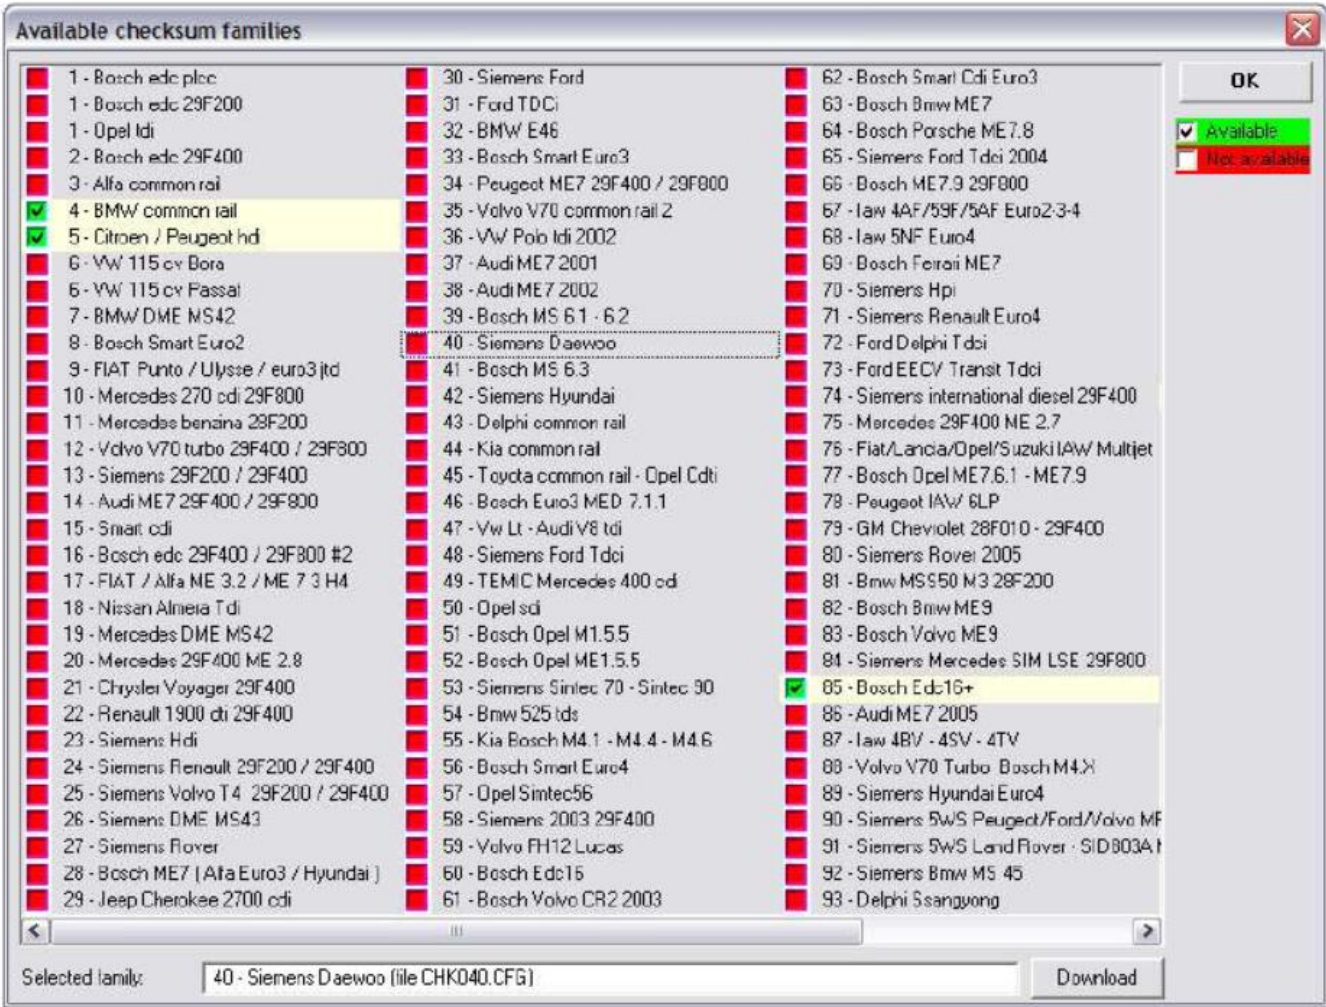 Available checksum families
1 - Bosch edc plcc
1 - Bosch edc 29F200
1 - Opel tdi
2 - Bosch edc 29F400
3 - Alfa common rail
4 - BMW common rail
5 - Citroen / Peugeot hdi
6 - VW 115 cv Bora
6 - VW 115 cv Passat
7 - BMW DME MS42
8 - Bosch Smart Euro2
9 - FIAT Punto / Ulysse / euro3 jtd
10 - Mercedes 270 cdi 29F800
11 - Mercedes benzina 28F200
12 - Volvo V70 turbo 29F400 / 29F800
13 - Siemens 29F200 / 29F400
14 - Audi ME7 29F400 / 29F800
15 - Smart cdi
16 - Bosch edc 29F400 / 29F800 #2
17 - FIAT / Alfa ME 3.2 / ME 7.3 H4
18 - Nissan Almera Tdi
19 - Mercedes DME MS42
20 - Mercedes 29F400 ME 2.8
21 - Chrysler Voyager 29F400
22 - Renault 1900 dti 29F400
23 - Siemens Hdi
24 - Siemens Renault 29F200 / 29F400
25 - Siemens Volvo T4 29F200 / 29F400
26 - Siemens DME MS43
27 - Siemens Rover
28 - Bosch ME7 ( Alfa Euro3 / Hyundai )
29 - Jeep Cherokee 2700 cdi
30 - Siemens Ford
31 - Ford TDCi
32 - BMW E46
33 - Bosch Smart Euro3
34 - Peugeot ME7 29F400 / 29F800
35 - Volvo V70 common rail 2
36 - VW Polo tdi 2002
37 - Audi ME7 2001
38 - Audi ME7 2002
39 - Bosch MS 6.1 - 6.2
40 - Siemens Daewoo
41 - Bosch MS 6.3
42 - Siemens Hyundai
43 - Delphi common rail
44 - Kia common rail
45 - Toyota common rail - Opel Cdti
46 - Bosch Euro3 MED 7.1.1
47 - Vw Lt - Audi V8 tdi
48 - Siemens Ford Tdci
49 - TEMIC Mercedes 400 cdi
50 - Opel sdi
51 - Bosch Opel M1.5.5
52 - Bosch Opel ME1.5.5
53 - Siemens Simtec 70 - Simtec 90
54 - Bmw 525 tds
55 - Kia Bosch M4.1 - M4.4 - M4.6
56 - Bosch Smart Euro4
57 - Opel Simtec56
58 - Siemens 2003 29F400
59 - Volvo FH12 Lucas
60 - Bosch Edc16
61 - Bosch Volvo CR2 2003
62 - Bosch Smart Cdi Euro3
63 - Bosch Bmw ME7
64 - Bosch Porsche ME7.8
65 - Siemens Ford Tdci 2004
66 - Bosch ME7.9 29F800
67 - Iaw 4AF/59F/5AF Euro2-3-4
68 - Iaw 5NF Euro4
69 - Bosch Ferrari ME7
70 - Siemens Hpi
71 - Siemens Renault Euro4
72 - Ford Delphi Tdci
73 - Ford EECV Transit Tdci
74 - Siemens international diesel 29F400
75 - Mercedes 29F400 ME 2.7
76 - Fiat/Lancia/Opel/Suzuki IAW Multijet
77 - Bosch Opel ME7.6.1 - ME7.9
78 - Peugeot IAW 6LP
79 - GM Chevrolet 28F010 - 29F400
80 - Siemens Rover 2005
81 - Bmw MSS50 M3 28F200
82 - Bosch Bmw ME9
83 - Bosch Volvo ME9
84 - Siemens Mercedes SIM LSE 29F800
85 - Bosch Edc16+
86 - Audi ME7 2005
87 - Iaw 4BV - 4SV - 4TV
88 - Volvo V70 Turbo Bosch M4.X
89 - Siemens Hyundai Euro4
90 - Siemens 5WS Peugeot/Ford/Volvo
91 - Siemens 5WS Land Rover - SID803A
92 - Siemens Bmw MS 45
93 - Delphi Ssangyong
OK
Available
Not available
Selected family:
40 - Siemens Daewoo (file CHK040.CFG)
Download